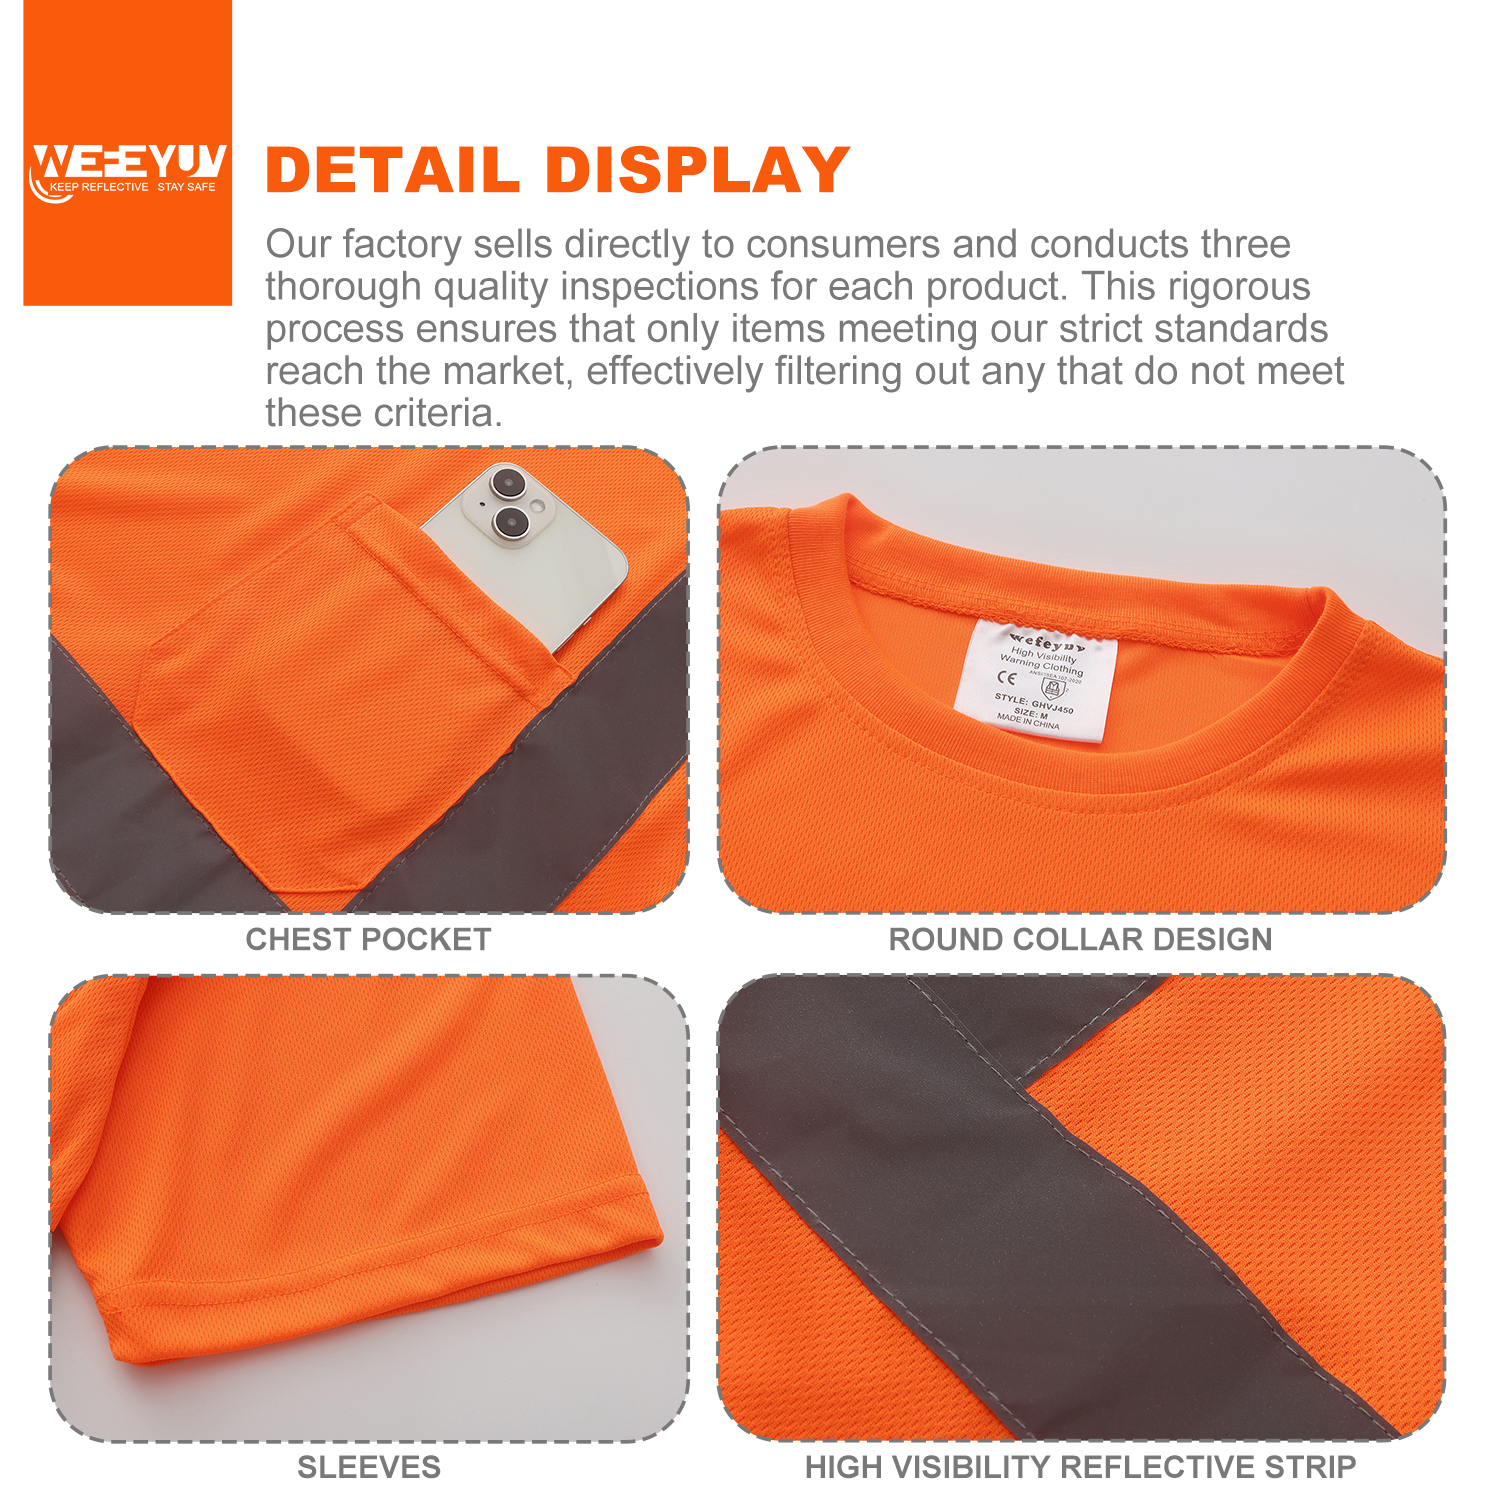 WEFEYUV
KEEP REFLECTIVE STAY SAFE
DETAIL DISPLAY
Our factory sells directly to consumers and conducts three
thorough quality inspections for each product. This rigorous
process ensures that only items meeting our strict standards
reach the market, effectively filtering out any that do not meet
these criteria.
wefeyuv
High Visibility
Warning Clothing
ANSI/ISEA 107-2020
CE
2
STYLE: GHVJ450
SIZE: M
MADE IN CHINA
CHEST POCKET
ROUND COLLAR DESIGN
SLEEVES
HIGH VISIBILITY REFLECTIVE STRIP